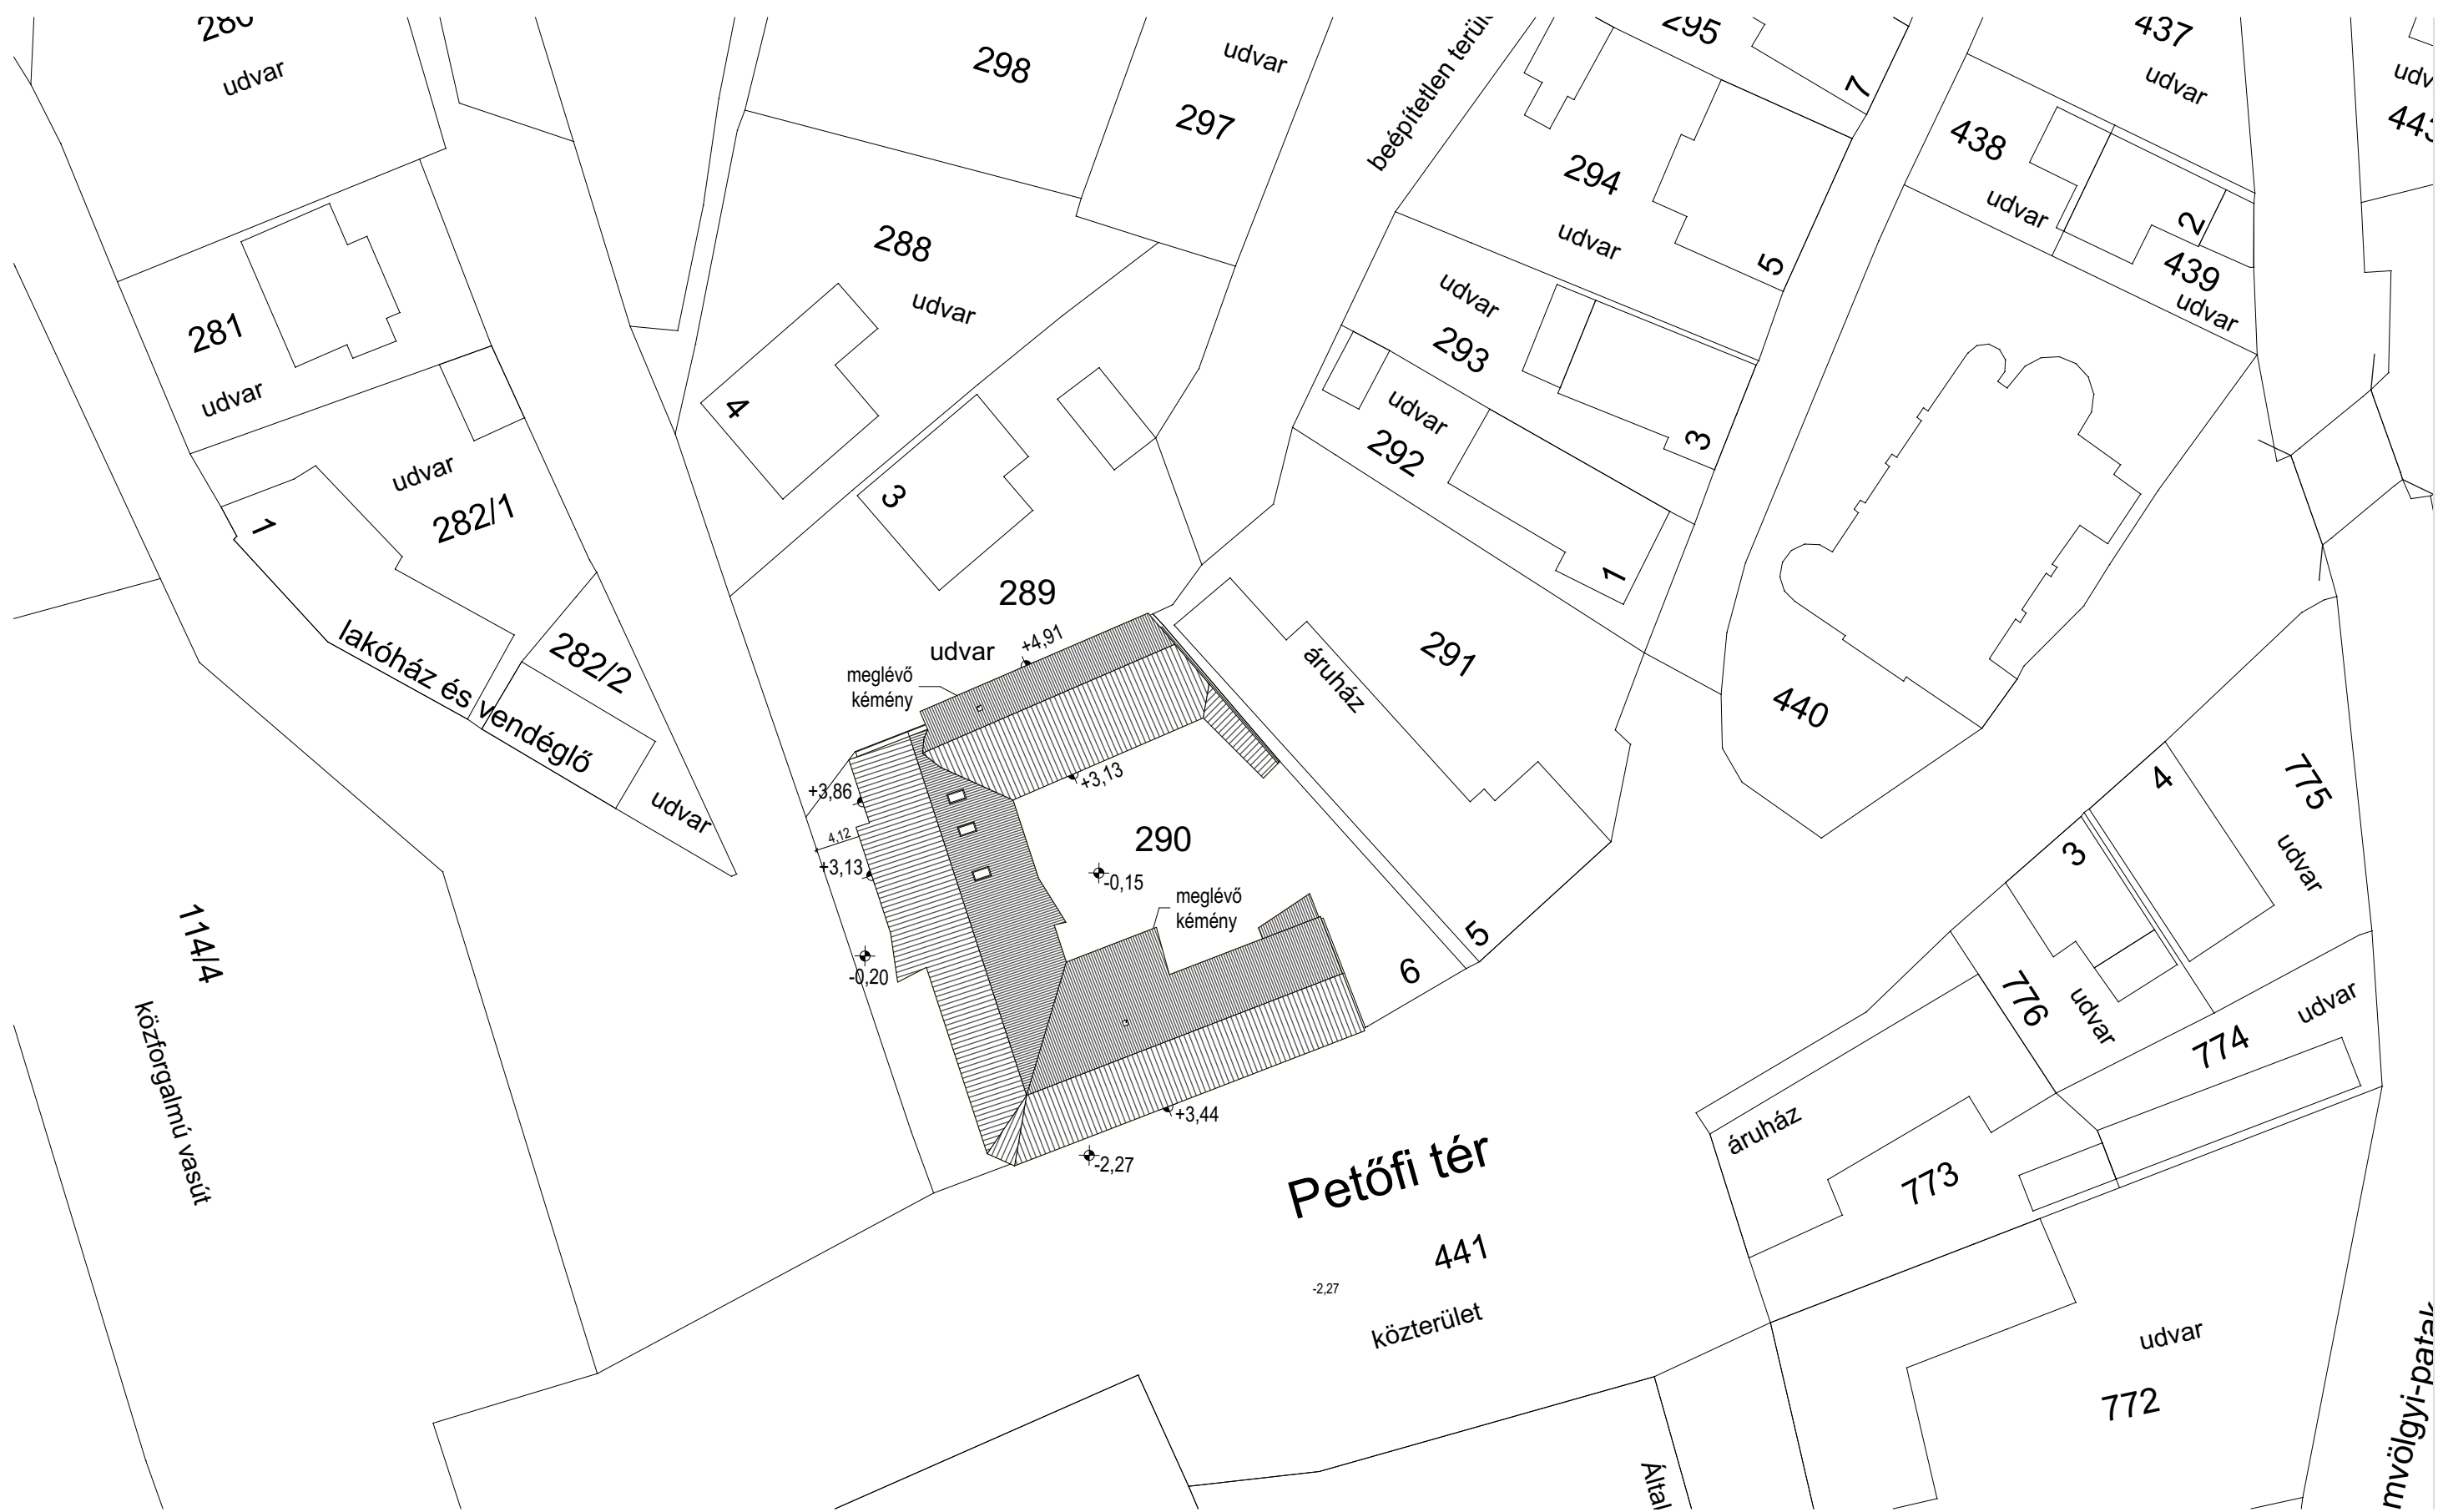 udvar
298
udvar
297
295
7
437
udvar
438
udvar
2
439
udvar
294
udvar
5
288
udvar
281
udvar
4
udvar
293
3
udvar
292
1
udvar
282/1
1
3
289
udvar
+4,91
meglévő
kémény
282/2
lakóház és vendéglő
udvar
291
áruház
440
+3,86
4,12
+3,13
+3,13
290
-0,15
meglévő
kémény
-0,20
6
5
4
3
775
udvar
776
udvar
774
udvar
114/4
közforgalmú vasút
+3,44
-2,27
Petőfi tér
441
-2,27
közterület
áruház
773
udvar
772
Által
mvölgyi-patak
beépítetlen